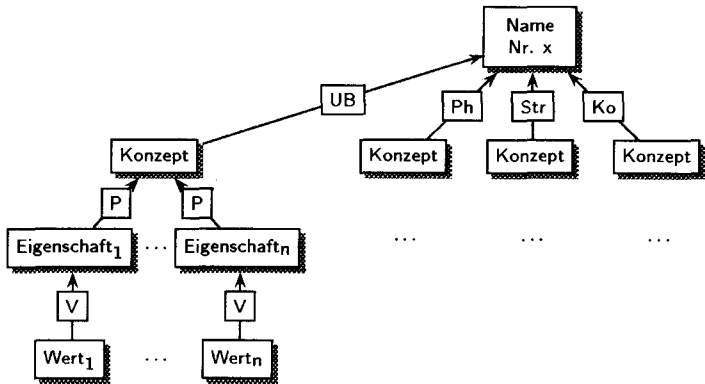 Name
Nr. x
UB
Ph
Str
Ko
Konzept
Konzept
Konzept
Konzept
P
P
Eigenschaft1
...
Eigenschaftn
...
...
...
V
V
Wert1
...
Wertn